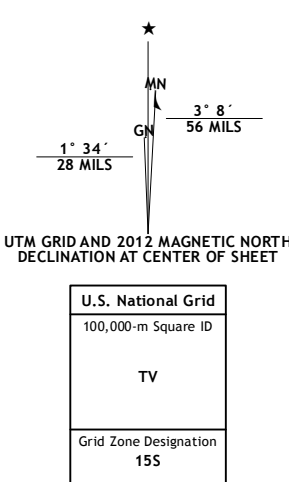 ★
MN
3° 8´
56 MILS
GN
1° 34´
28 MILS
UTM GRID AND 2012 MAGNETIC NORTH
DECLINATION AT CENTER OF SHEET
U.S. National Grid
100,000-m Square ID
TV
Grid Zone Designation
15S